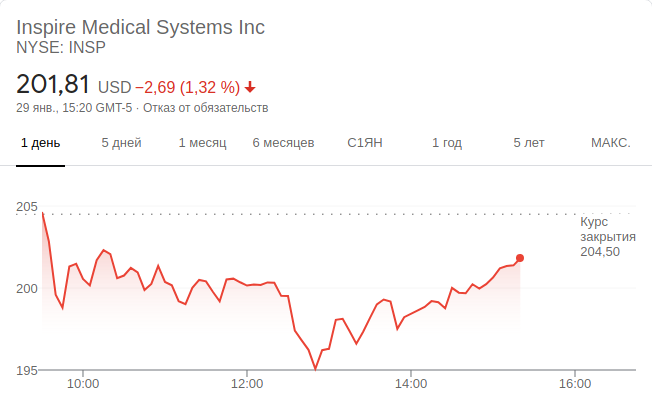 Inspire Medical Systems Inc
NYSE: INSP
201,81 USD −2,69 (1,32 %)
29 янв., 15:20 GMT-5 · Отказ от обязательств
1 день 5 дней 1 месяц 6 месяцев С1ЯН 1 год 5 лет МАКС.
205
Курс
закрытия
204,50
200
195
10:00 12:00 14:00 16:00